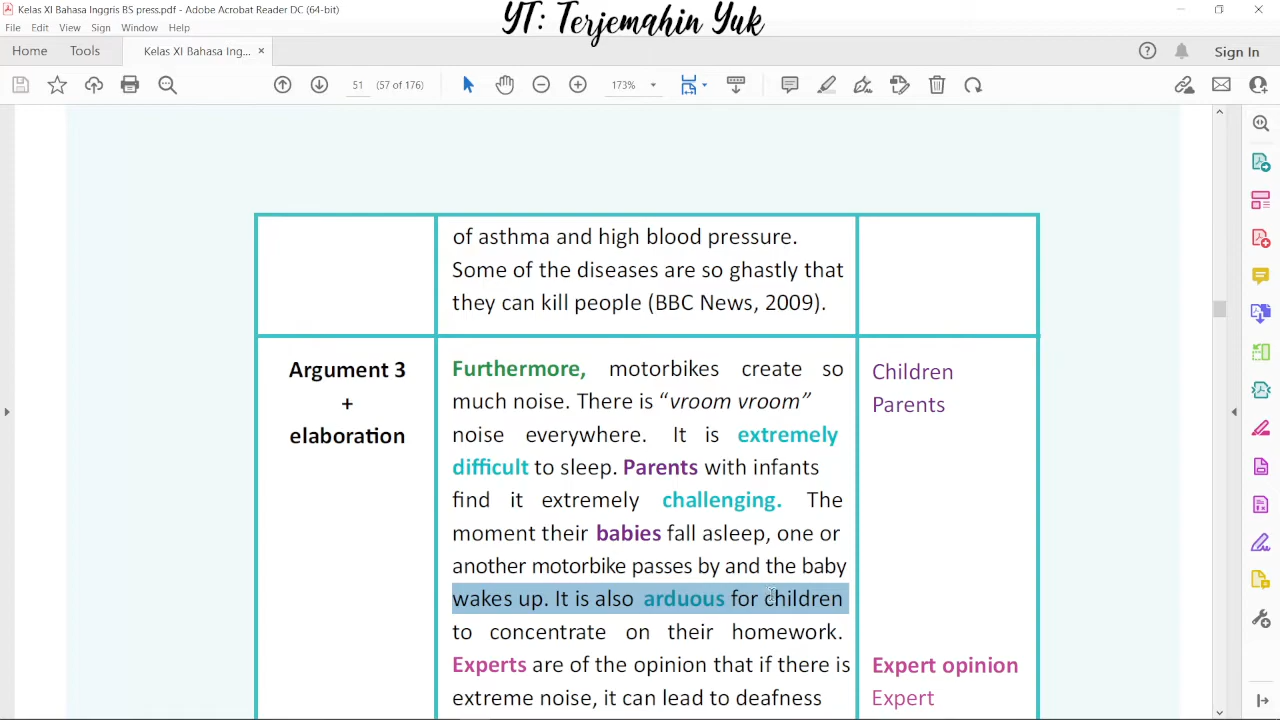 YT: Terjemahin Yuk
Kelas XI Bahasa Inggris BS press.pdf - Adobe Acrobat Reader DC (64-bit)
File Edit View Sign Window Help
Home Tools Kelas XI Bahasa Ing... × Sign In
51 (57 of 176) 173%
of asthma and high blood pressure.
Some of the diseases are so ghastly that
they can kill people (BBC News, 2009).
Argument 3
+
elaboration
Furthermore, motorbikes create so
much noise. There is “vroom vroom”
noise everywhere. It is extremely
difficult to sleep. Parents with infants
find it extremely challenging. The
moment their babies fall asleep, one or
another motorbike passes by and the baby
wakes up. It is also arduous for children
to concentrate on their homework.
Experts are of the opinion that if there is
extreme noise, it can lead to deafness
Children
Parents
Expert opinion
Expert